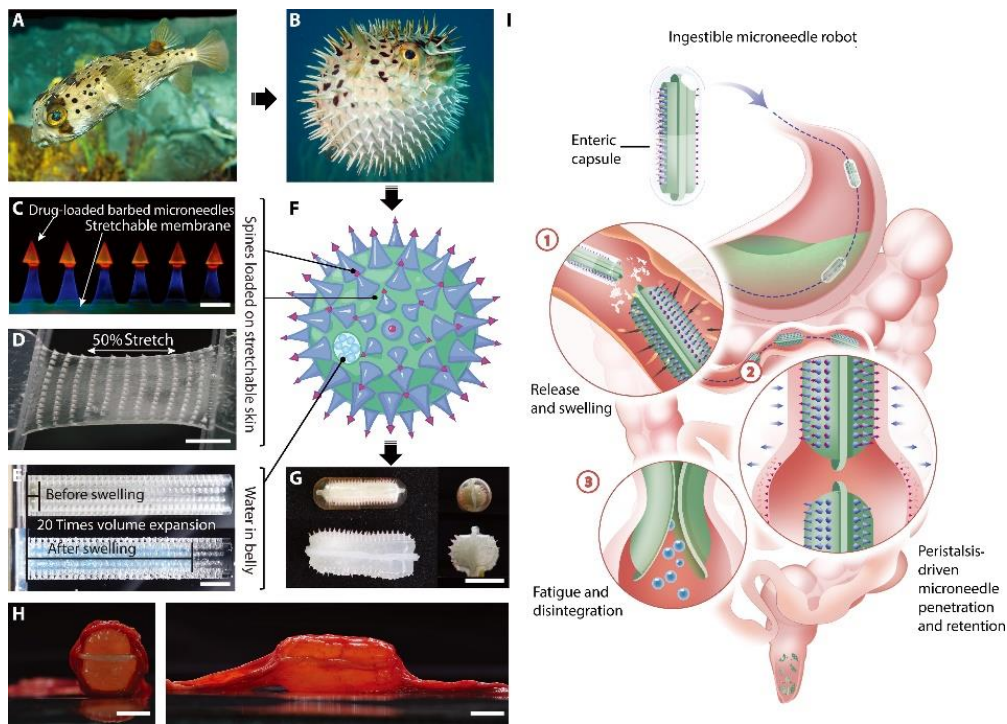 A
B
I
Ingestible microneedle robot
Enteric
capsule
C
Drug-loaded barbed microneedles
Stretchable membrane
F
Spines loaded on stretchable skin
D
50% Stretch
1
Release
and swelling
2
E
Before swelling
20 Times volume expansion
After swelling
Water in belly
G
3
Fatigue and
disintegration
Peristalsis-
driven
microneedle
penetration
and retention
H